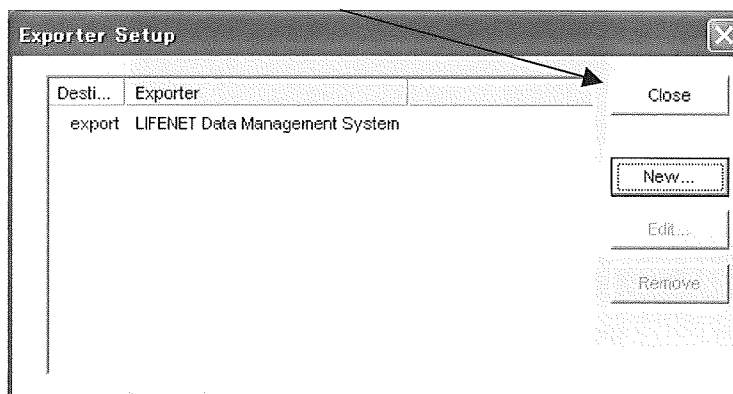 Exporter Setup
Desti... Exporter
export LIFENET Data Management System
Close
New...
Edit...
Remove